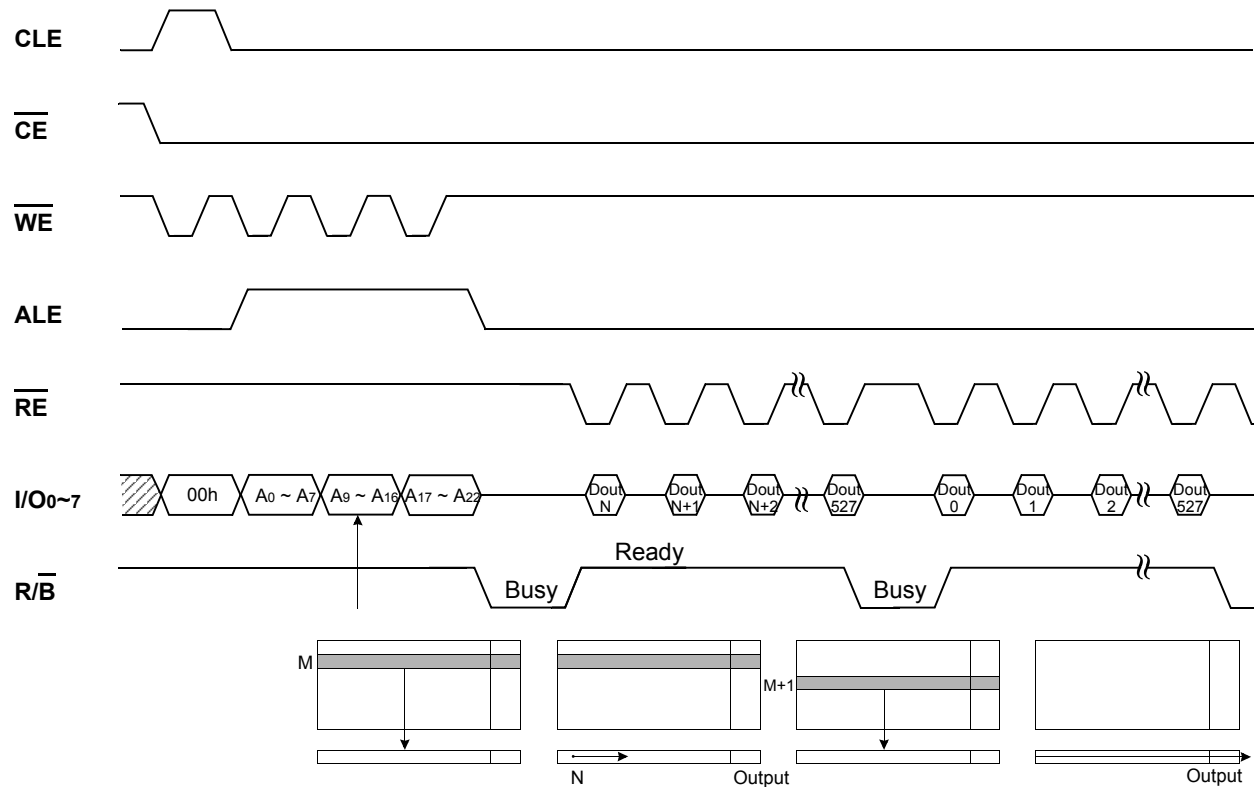 CLE
CE
WE
ALE
RE
I/O0~7
00h
A0 ~ A7
A9 ~ A16
A17 ~ A22
Dout
N
Dout
N+1
Dout
N+2
Dout
527
Dout
0
Dout
1
Dout
2
Dout
527
R/B
Busy
Ready
Busy
M
M+1
N
Output
Output